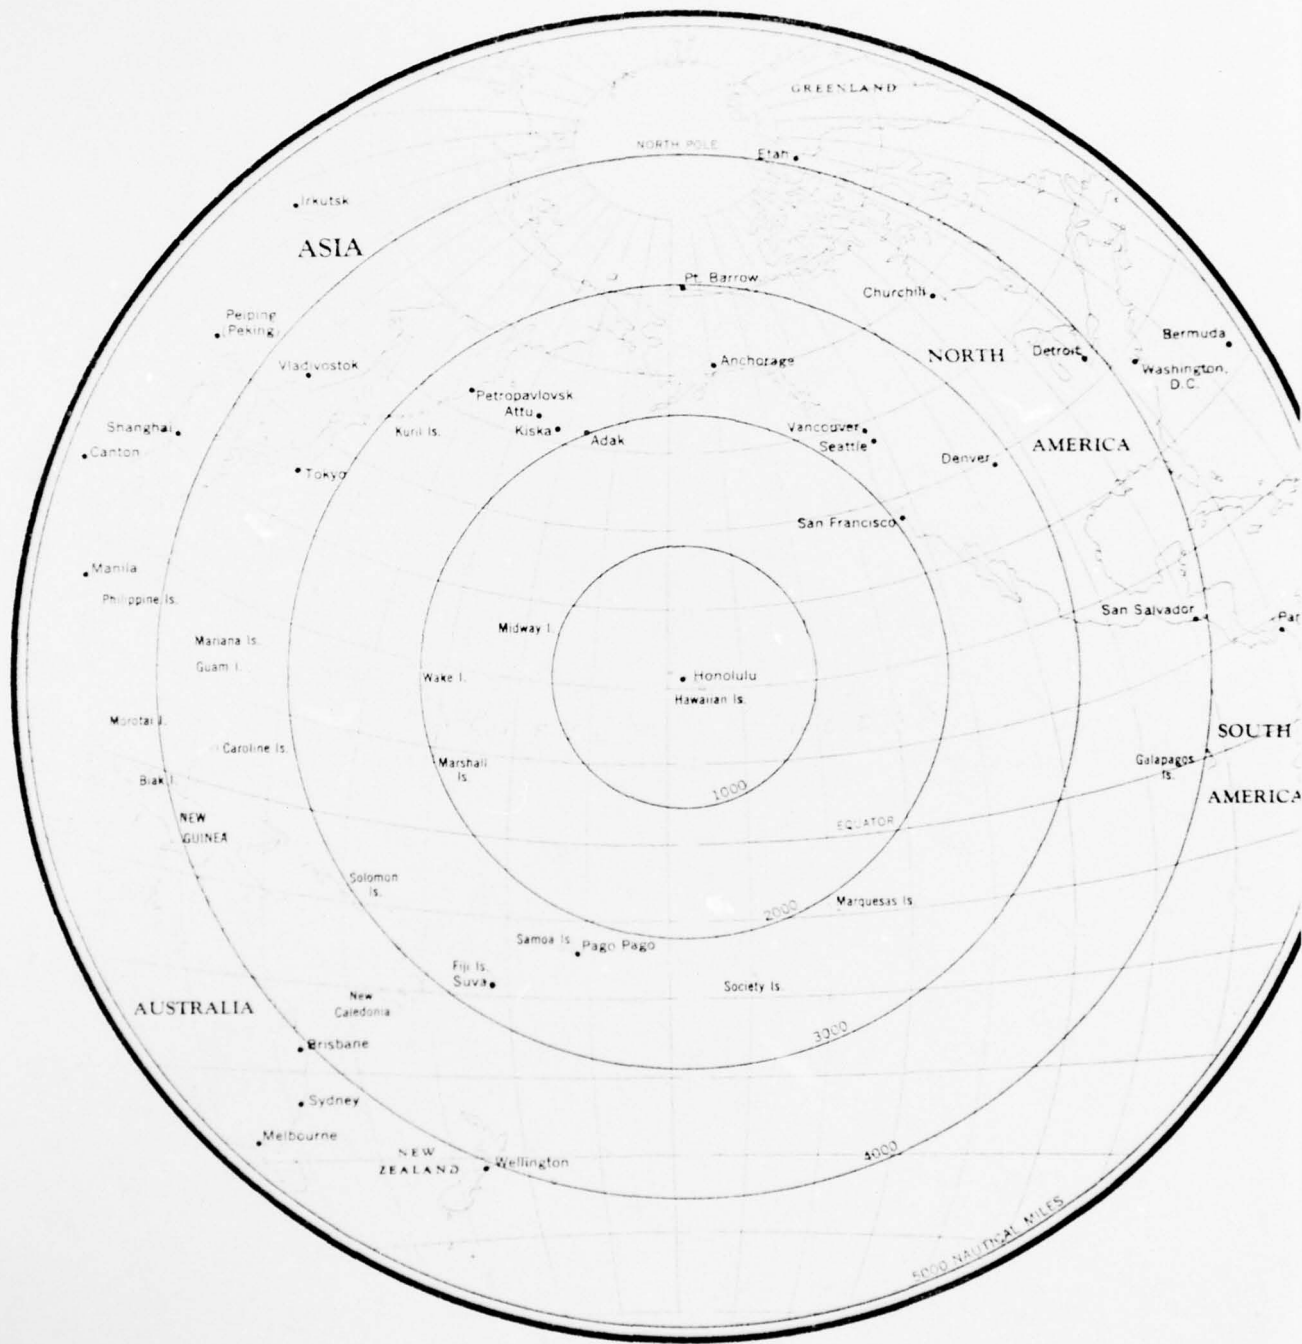 GREENLAND
NORTH POLE
Etah
Irkutsk
ASIA
Pt. Barrow
Churchill
Peiping
(Peking)
Bermuda
NORTH
Detroit
Anchorage
Vladivostok
Washington,
D.C.
Petropavlovsk
Attu
Shanghai
Kuril Is.
Kiska
Adak
Vancouver
Seattle
AMERICA
Canton
Denver
Tokyo
San Francisco
Manila
Philippine Is.
San Salvador
Midway I.
Mariana Is.
Guam I.
Wake I.
Honolulu
Hawaiian Is.
Morotai I.
SOUTH
Caroline Is.
Marshall
Is.
Galapagos
Is.
Biak I.
1000
AMERICA
NEW
GUINEA
EQUATOR
Solomon
Is.
2000
Marquesas Is.
Samoa Is.
Pago Pago
Fiji Is.
Suva
Society Is.
AUSTRALIA
New
Caledonia
3000
Brisbane
Sydney
Melbourne
NEW
ZEALAND
Wellington
4000
5000 NAUTICAL MILES